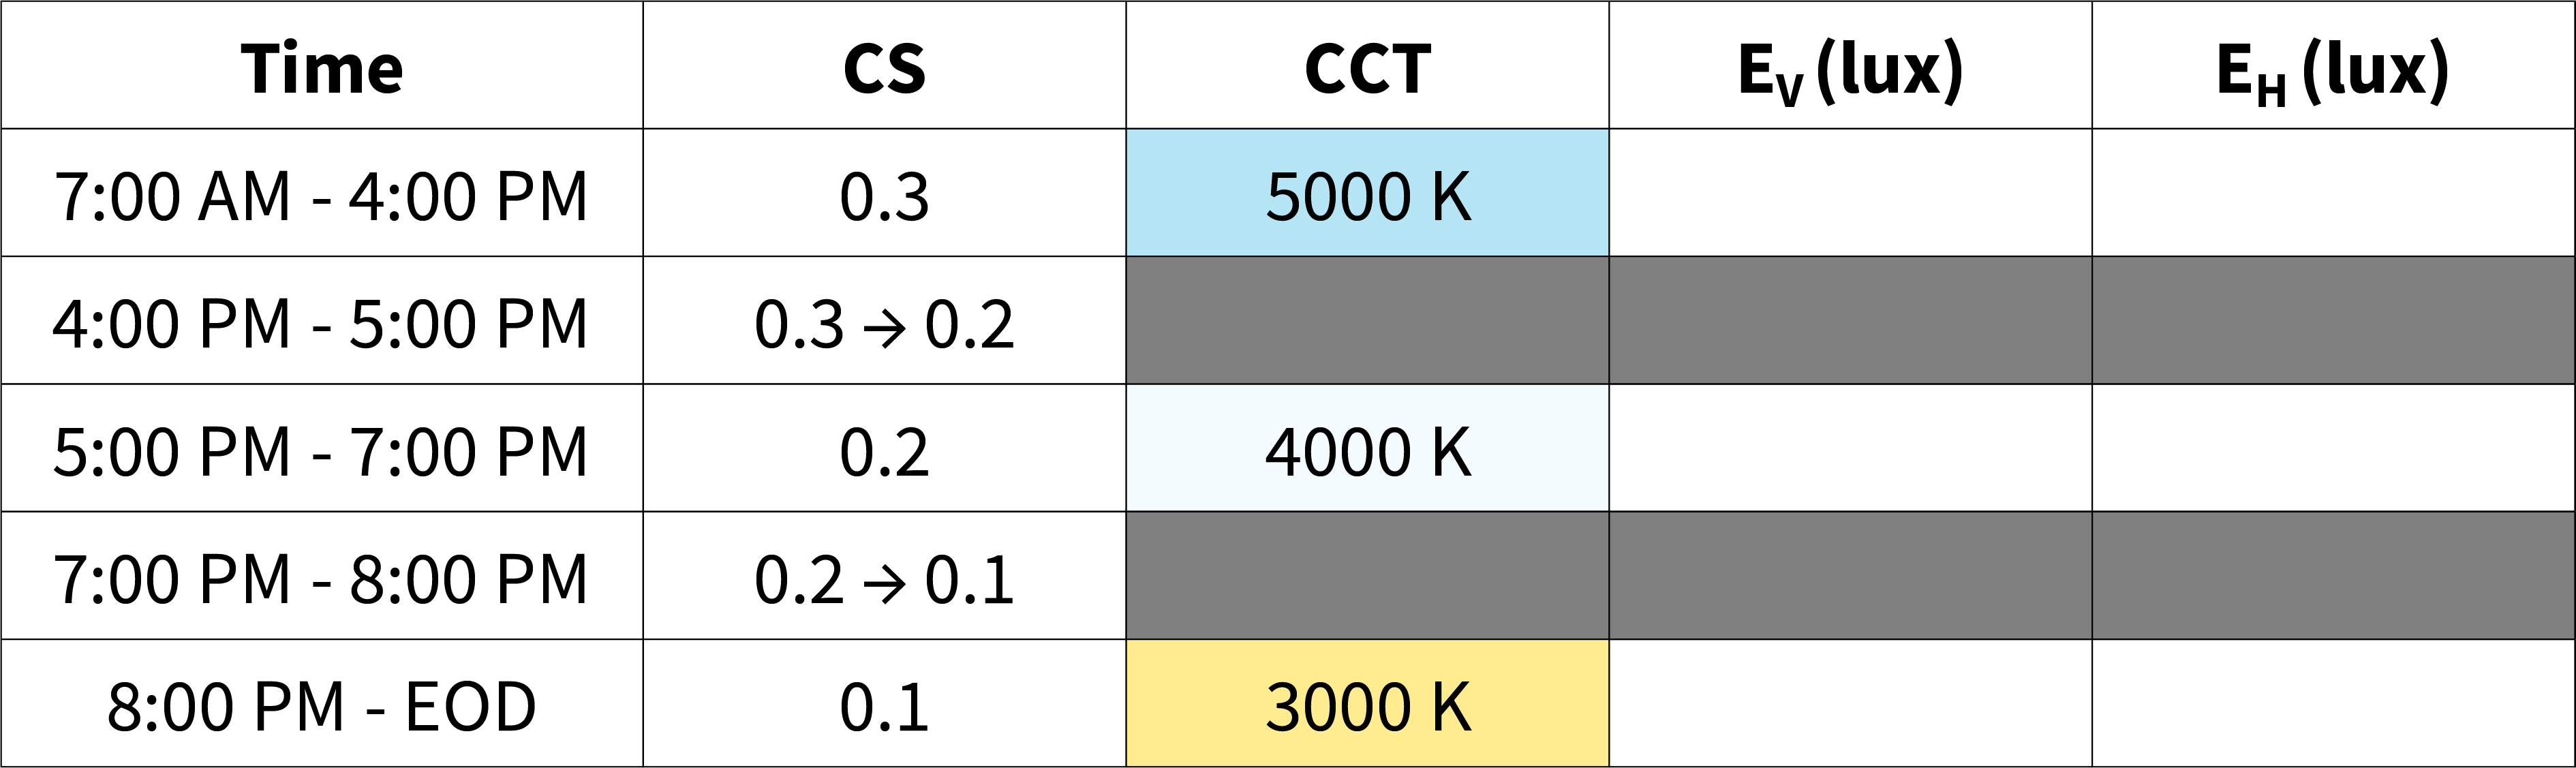 Time CS CCT EV (lux) EH (lux)
7:00 AM - 4:00 PM 0.3 5000 K
4:00 PM - 5:00 PM 0.3 → 0.2
5:00 PM - 7:00 PM 0.2 4000 K
7:00 PM - 8:00 PM 0.2 → 0.1
8:00 PM - EOD 0.1 3000 K